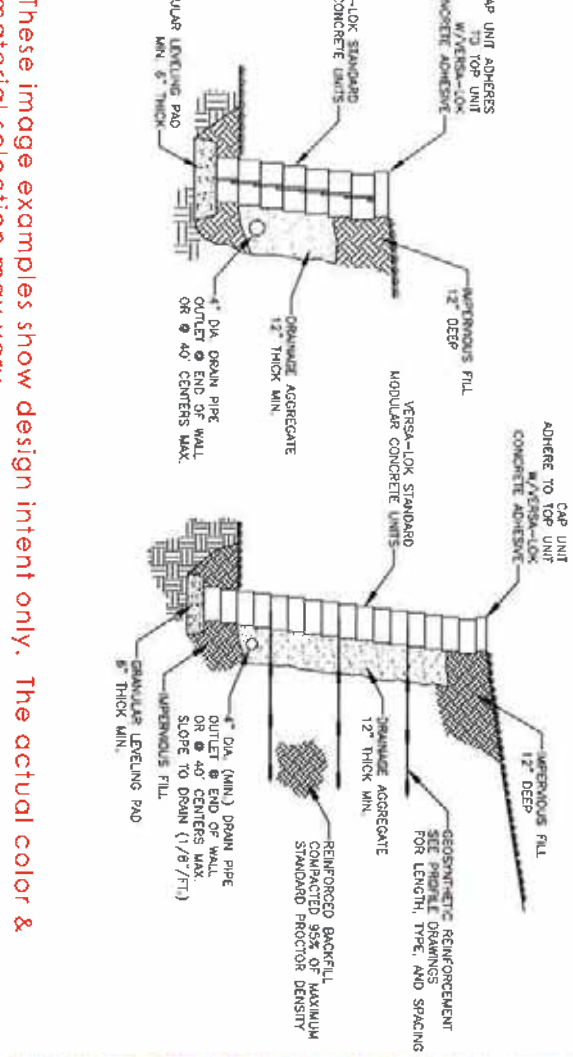 CAP UNIT ADHERES
TO TOP UNIT
W/VERSA-LOK
CONCRETE ADHESIVE
-LOK STANDARD
CONCRETE UNITS
LEVELING PAD
MIN. 6" THICK
IMPERVIOUS FILL
12" DEEP
DRAINAGE AGGREGATE
12" THICK MIN.
4" DIA. DRAIN PIPE
OUTLET @ END OF WALL
OR @ 40' CENTERS MAX.
CAP UNIT
ADHERE TO TOP UNIT
W/VERSA-LOK
CONCRETE ADHESIVE
VERSA-LOK STANDARD
MODULAR CONCRETE UNITS
IMPERVIOUS FILL
12" DEEP
GEOSYNTHETIC REINFORCEMENT
SEE PROFILE DRAWINGS
FOR LENGTH, TYPE, AND SPACING
DRAINAGE AGGREGATE
12" THICK MIN.
REINFORCED BACKFILL
COMPACTED 95% OF MAXIMUM
STANDARD PROCTOR DENSITY
4" DIA. (MIN.) DRAIN PIPE
OUTLET @ END OF WALL
OR @ 40' CENTERS MAX.
SLOPE TO DRAIN (1/8"/FT.)
IMPERVIOUS FILL
GRANULAR LEVELING PAD
6" THICK MIN.
These image examples show design intent only. The actual color &
material selection may vary.